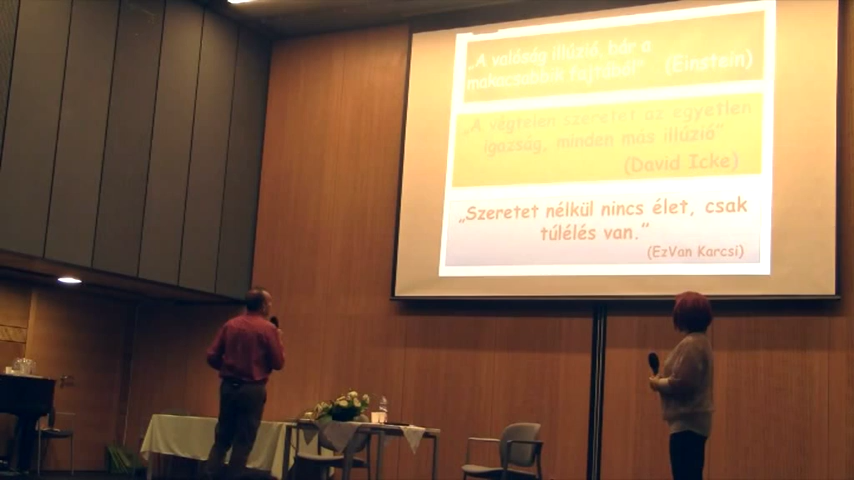 „A valóság illúzió, bár a
makacsabbik fajtából” (Einstein)
„A végtelen szeretet az egyetlen
igazság, minden más illúzió”
(David Icke)
„Szeretet nélkül nincs élet, csak
túlélés van.”
(EzVan Karcsi)